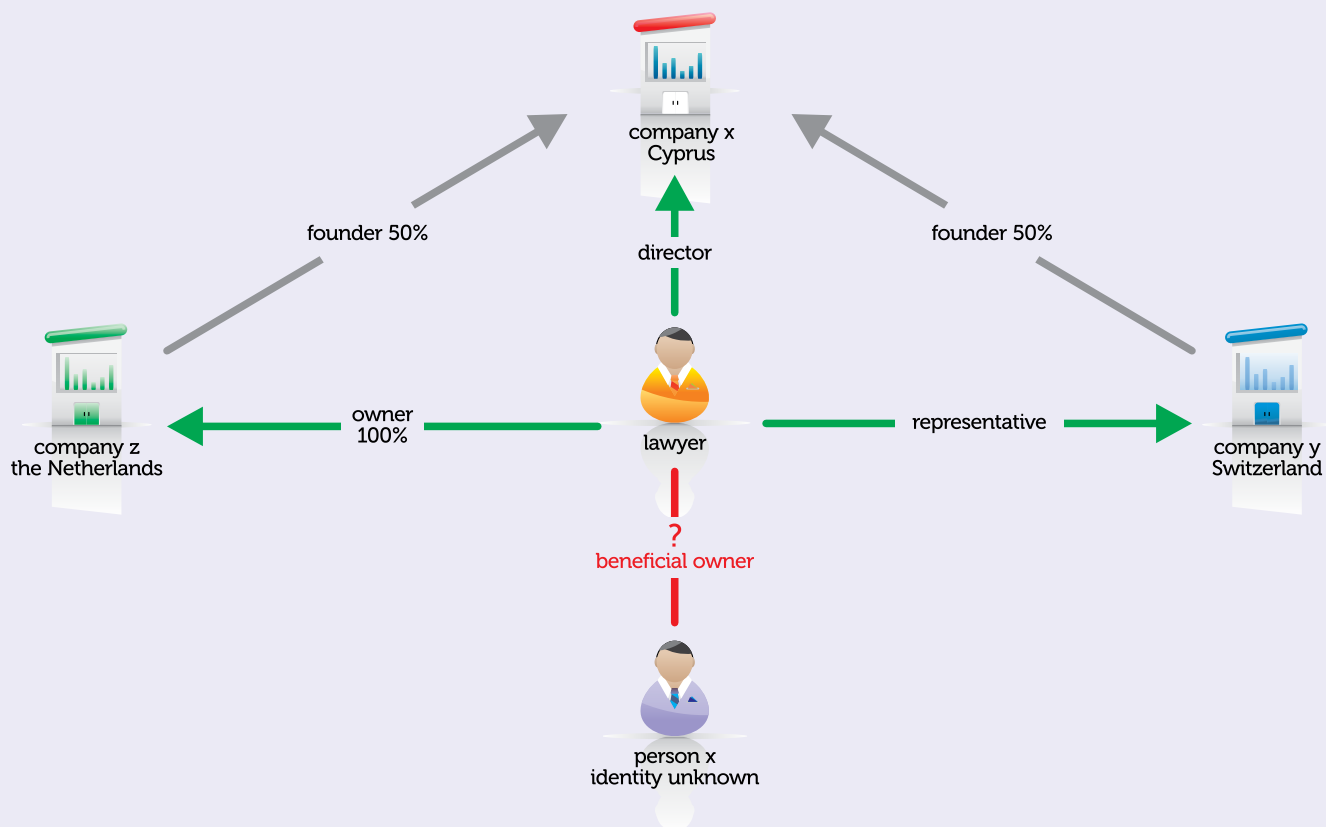 company x
Cyprus
founder 50%
founder 50%
director
owner
100%
lawyer
representative
company z
the Netherlands
company y
Switzerland
?
beneficial owner
person x
identity unknown